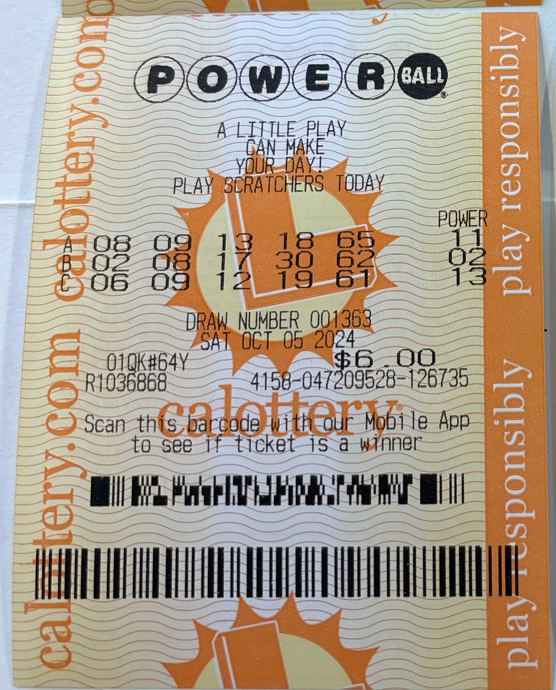 POWERBALL
A LITTLE PLAY
CAN MAKE
YOUR DAY!
PLAY SCRATCHERS TODAY
POWER
A 08 09 13 18 65 11
B 02 08 17 30 62 02
C 06 09 12 19 61 13
DRAW NUMBER 001363
SAT OCT 05 2024
01QK#64Y $6.00
R1036868 4158-047209528-126735
calottery
Scan this barcode with our Mobile App
to see if ticket is a winner
calottery.com calottery.com
play responsibly play responsibly